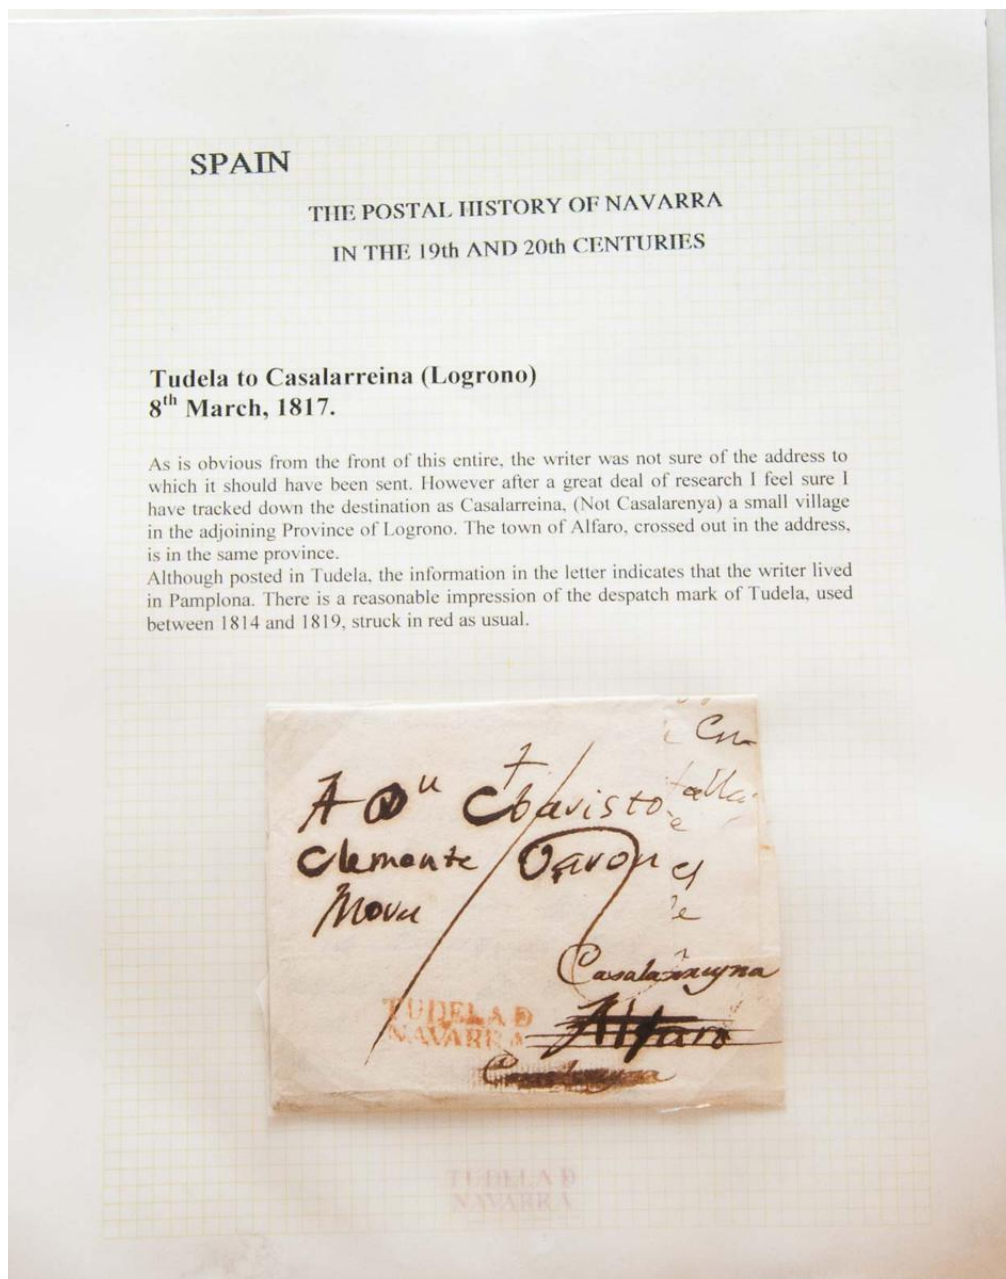 SPAIN
THE POSTAL HISTORY OF NAVARRA
IN THE 19th AND 20th CENTURIES
Tudela to Casalarreina (Logrono)
8th March, 1817.
As is obvious from the front of this entire, the writer was not sure of the address to
which it should have been sent. However after a great deal of research I feel sure I
have tracked down the destination as Casalarreina, (Not Casalarenya) a small village
in the adjoining Province of Logrono. The town of Alfaro, crossed out in the address,
is in the same province.
Although posted in Tudela, the information in the letter indicates that the writer lived
in Pamplona. There is a reasonable impression of the despatch mark of Tudela, used
between 1814 and 1819, struck in red as usual.
A
Clemente
TUDELA D
NAVARRA
Alfaro
TUDELA D
NAVARRA